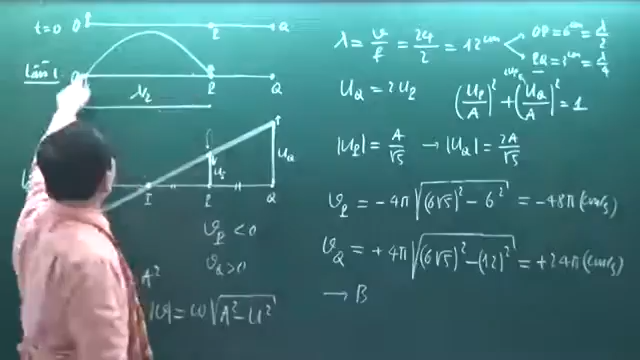 t=0 O P Q
Lần 1 O P Q
λ/2
I P Q
u_Q
v_P < 0
v_Q > 0
A²
|v| = ω√(A² − u²)
λ = v/f = 24/2 = 12 cm
OP = 6 cm = λ/2
PQ = 3 cm = λ/4
u_Q = 2u_P
(u_P/A)² + (u_Q/A)² = 1
|u_P| = A/√5 → |u_Q| = 2A/√5
v_P = −4π√((6√5)² − 6²) = −48π (cm/s)
v_Q = +4π√((6√5)² − (12)²) = +24π (cm/s)
→ B